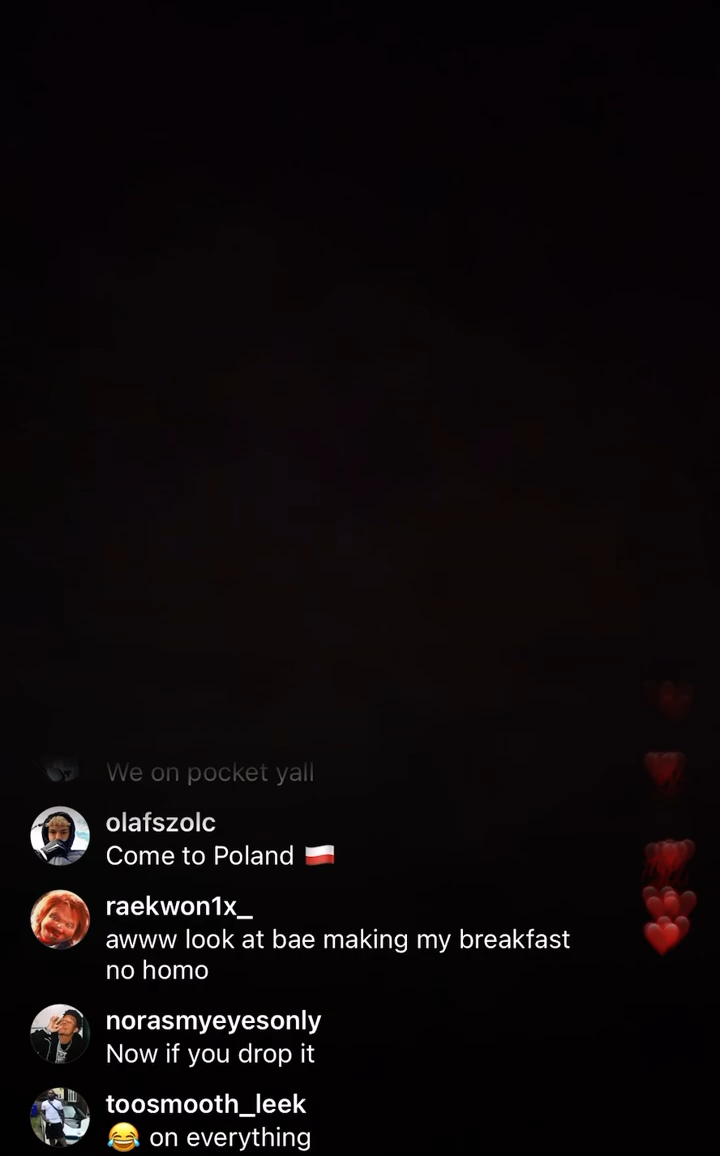 We on pocket yall
olafszolc
Come to Poland 🇵🇱
raekwon1x_
awww look at bae making my breakfast
no homo
norasmyeyesonly
Now if you drop it
toosmooth_leek
😂 on everything